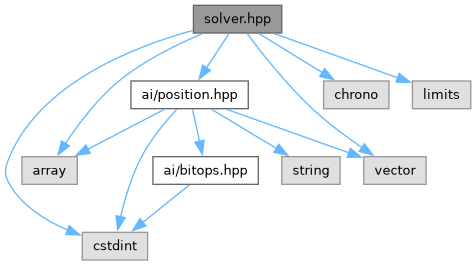 solver.hpp
ai/position.hpp
chrono
limits
array
ai/bitops.hpp
string
vector
cstdint